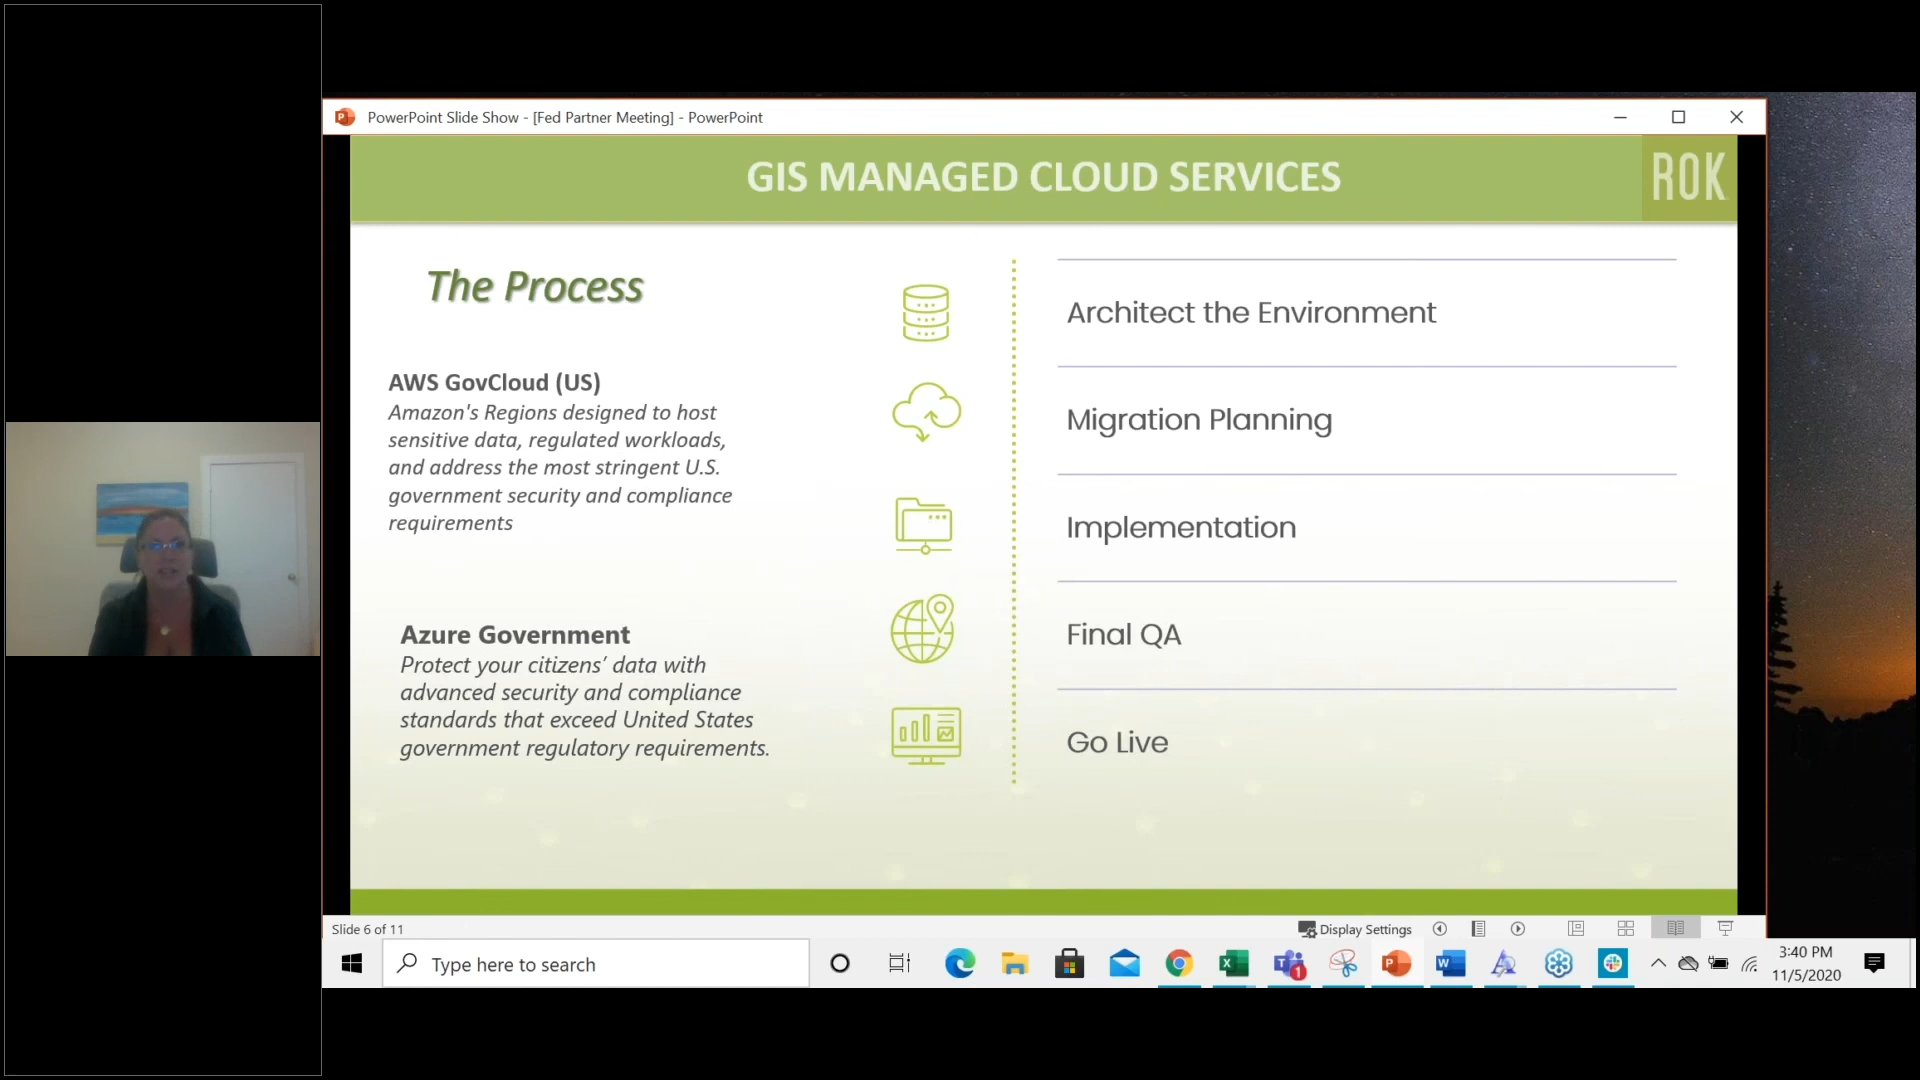 PowerPoint Slide Show - [Fed Partner Meeting] - PowerPoint
GIS MANAGED CLOUD SERVICES
ROK
The Process
AWS GovCloud (US)
Amazon's Regions designed to host
sensitive data, regulated workloads,
and address the most stringent U.S.
government security and compliance
requirements
Azure Government
Protect your citizens' data with
advanced security and compliance
standards that exceed United States
government regulatory requirements.
Architect the Environment
Migration Planning
Implementation
Final QA
Go Live
Slide 6 of 11
Display Settings
Type here to search
1
3:40 PM
11/5/2020